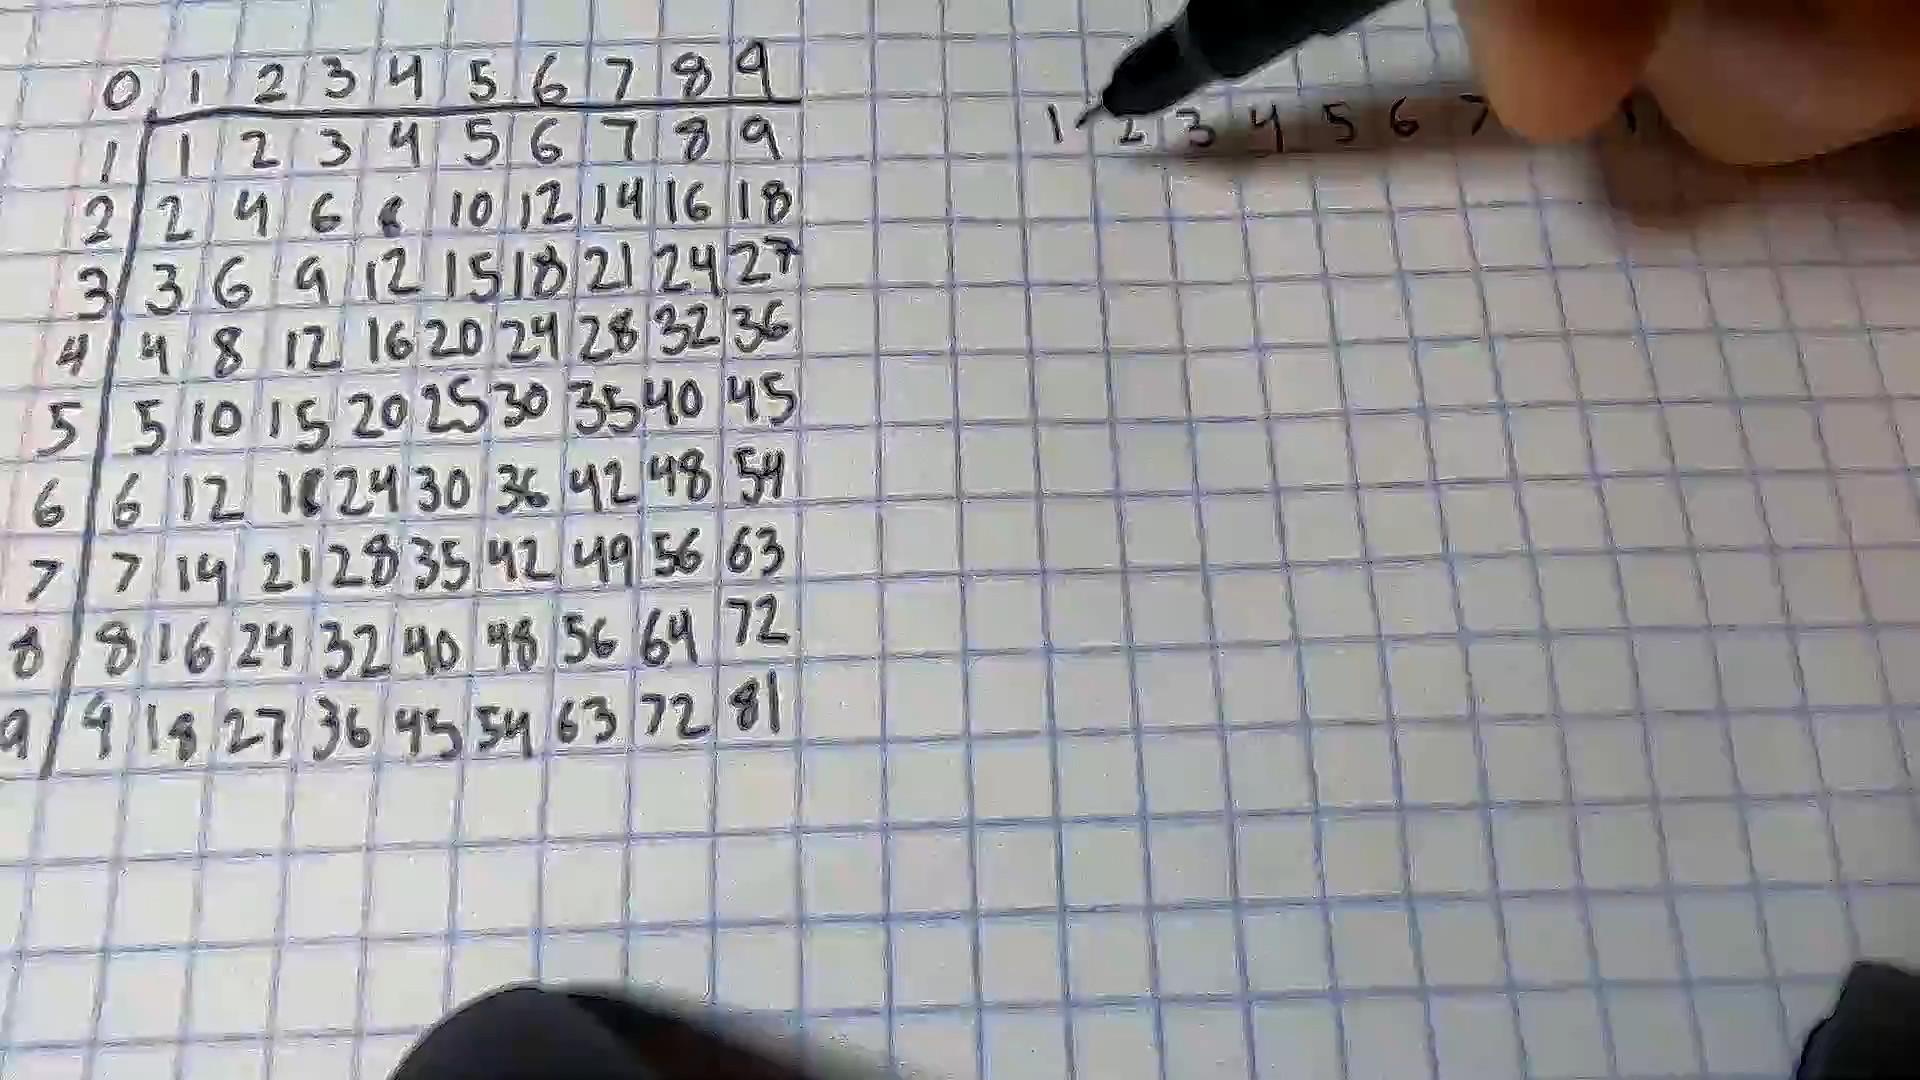 0 1 2 3 4 5 6 7 8 9
1 1 2 3 4 5 6 7 8 9
2 2 4 6 8 10 12 14 16 18
3 3 6 9 12 15 18 21 24 27
4 4 8 12 16 20 24 28 32 36
5 5 10 15 20 25 30 35 40 45
6 6 12 18 24 30 36 42 48 54
7 7 14 21 28 35 42 49 56 63
8 8 16 24 32 40 48 56 64 72
9 9 18 27 36 45 54 63 72 81
1 2 3 4 5 6 7